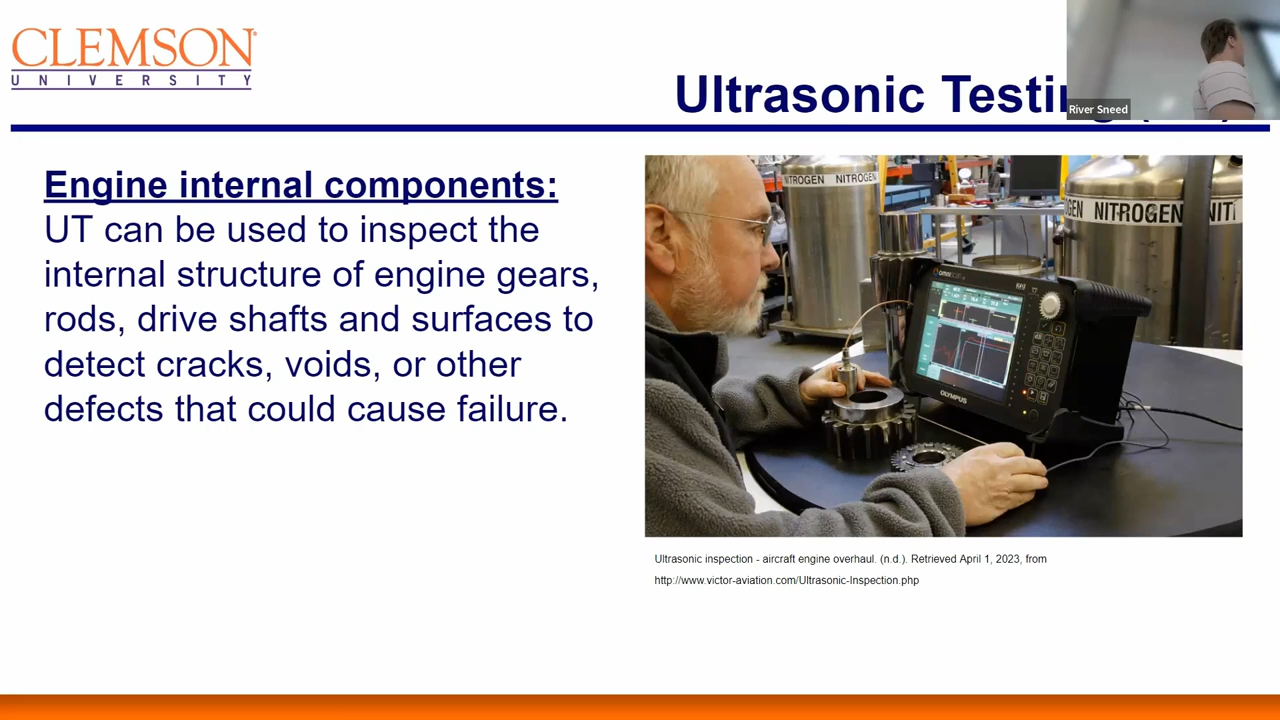 CLEMSON
UNIVERSITY
Ultrasonic
River Sneed
Engine internal components:
UT can be used to inspect the
internal structure of engine gears,
rods, drive shafts and surfaces to
detect cracks, voids, or other
defects that could cause failure.
NITROGEN NITROGEN
NITROGEN
OLYMPUS
Ultrasonic inspection - aircraft engine overhaul. (n.d.). Retrieved April 1, 2023, from
http://www.victor-aviation.com/Ultrasonic-Inspection.php